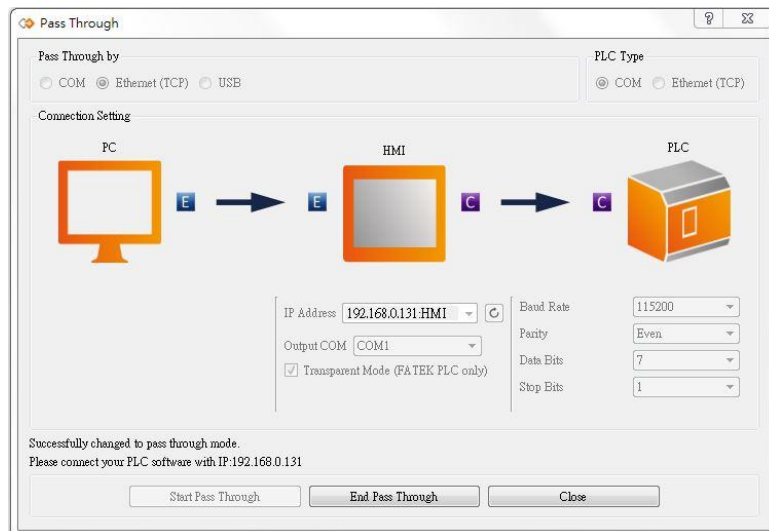 Pass Through
Pass Through by
COM Ethernet (TCP) USB
PLC Type
COM Ethernet (TCP)
Connection Setting
PC HMI PLC
E E C C
IP Address 192.168.0.131:HMI
Output COM COM1
Transparent Mode (FATEK PLC only)
Baud Rate 115200
Parity Even
Data Bits 7
Stop Bits 1
Successfully changed to pass through mode.
Please connect your PLC software with IP:192.168.0.131
Start Pass Through End Pass Through Close